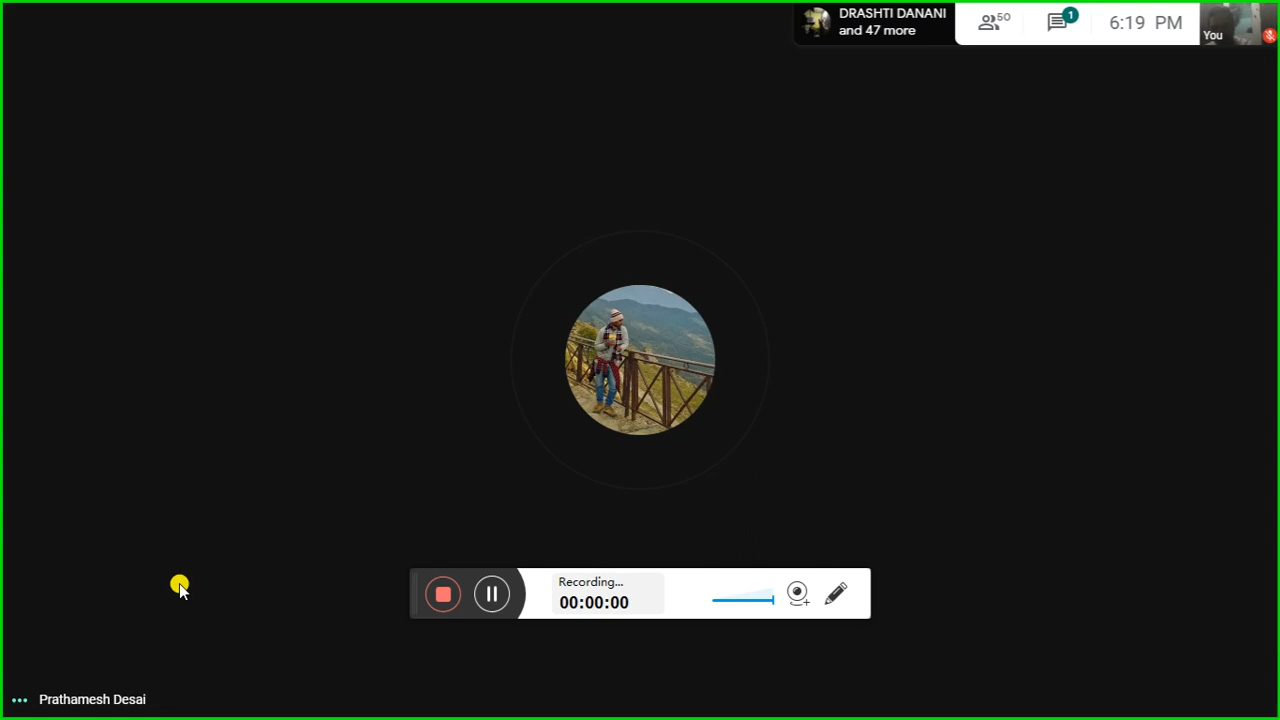 DRASHTI DANANI
and 47 more
50
1
6:19 PM
You
Recording...
00:00:00
Prathamesh Desai